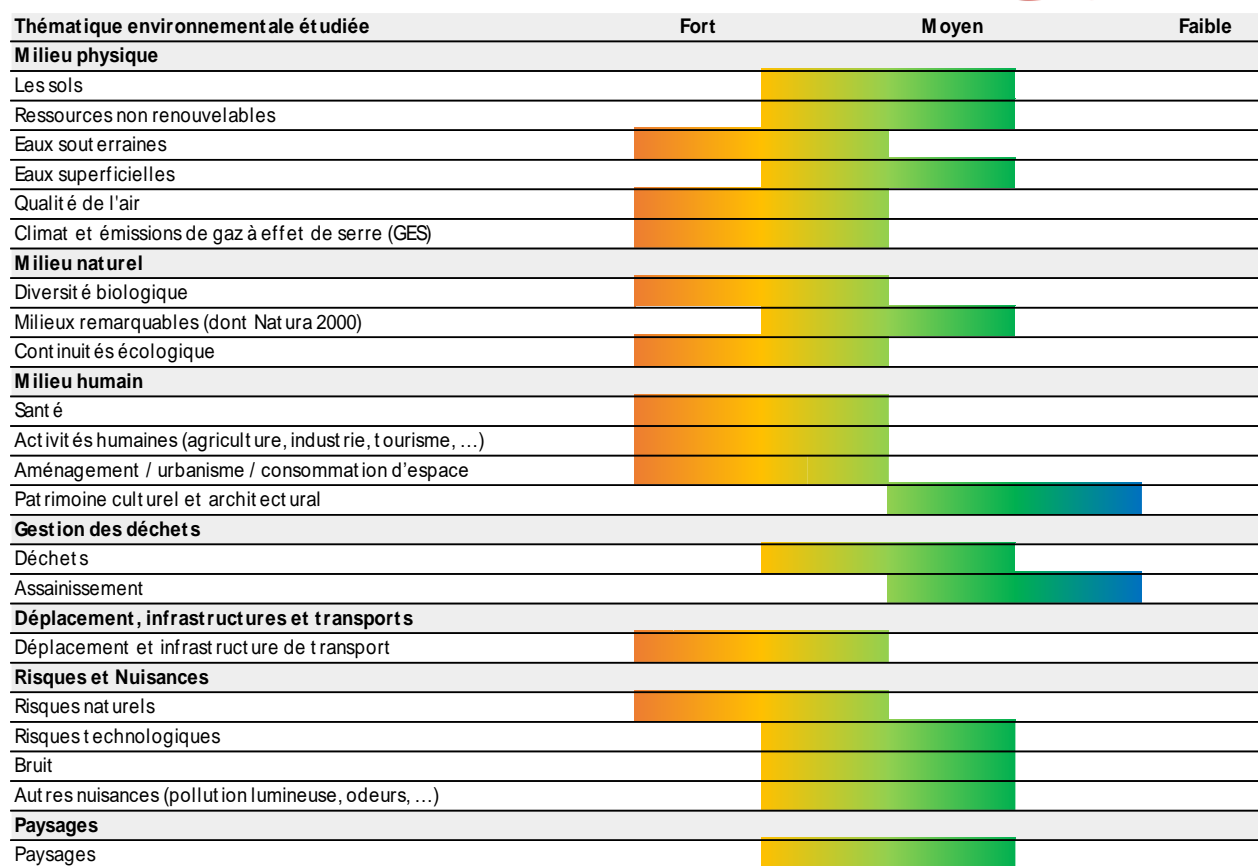 Thématique environnementale étudiée Fort Moyen Faible
Milieu physique
Les sols
Ressources non renouvelables
Eaux souterraines
Eaux superficielles
Qualité de l'air
Climat et émissions de gaz à effet de serre (GES)
Milieu naturel
Diversité biologique
Milieux remarquables (dont Natura 2000)
Continuités écologique
Milieu humain
Santé
Activités humaines (agriculture, industrie, tourisme, …)
Aménagement / urbanisme / consommation d'espace
Patrimoine culturel et architectural
Gestion des déchets
Déchets
Assainissement
Déplacement, infrastructures et transports
Déplacement et infrastructure de transport
Risques et Nuisances
Risques naturels
Risques technologiques
Bruit
Autres nuisances (pollution lumineuse, odeurs, …)
Paysages
Paysages